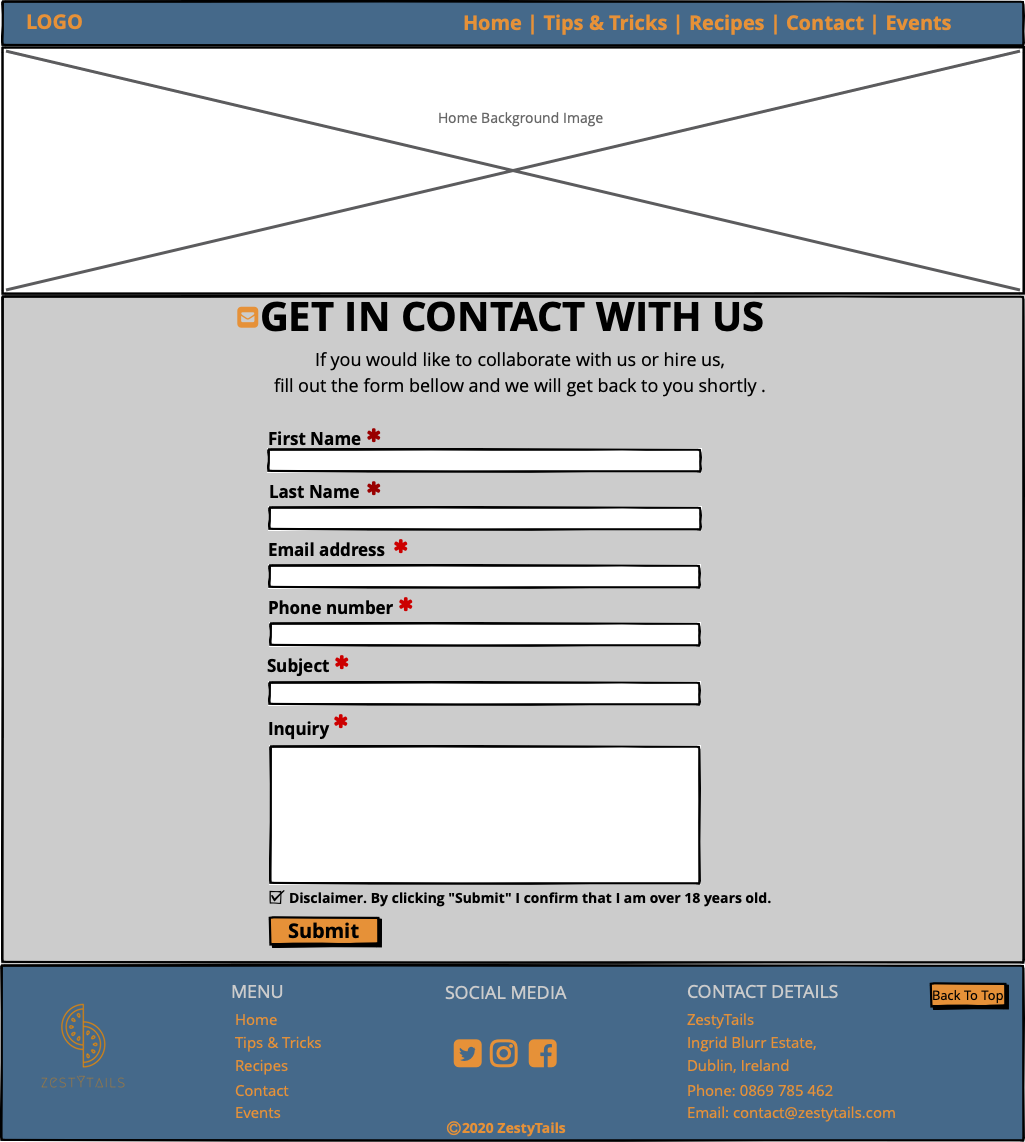 LOGO
Home | Tips & Tricks | Recipes | Contact | Events
Home Background Image
GET IN CONTACT WITH US
If you would like to collaborate with us or hire us,
fill out the form bellow and we will get back to you shortly .
First Name *
Last Name *
Email address *
Phone number *
Subject *
Inquiry *
Disclaimer. By clicking "Submit" I confirm that I am over 18 years old.
Submit
ZESTYTAILS
MENU
Home
Tips & Tricks
Recipes
Contact
Events
SOCIAL MEDIA
©2020 ZestyTails
CONTACT DETAILS
ZestyTails
Ingrid Blurr Estate,
Dublin, Ireland
Phone: 0869 785 462
Email: contact@zestytails.com
Back To Top